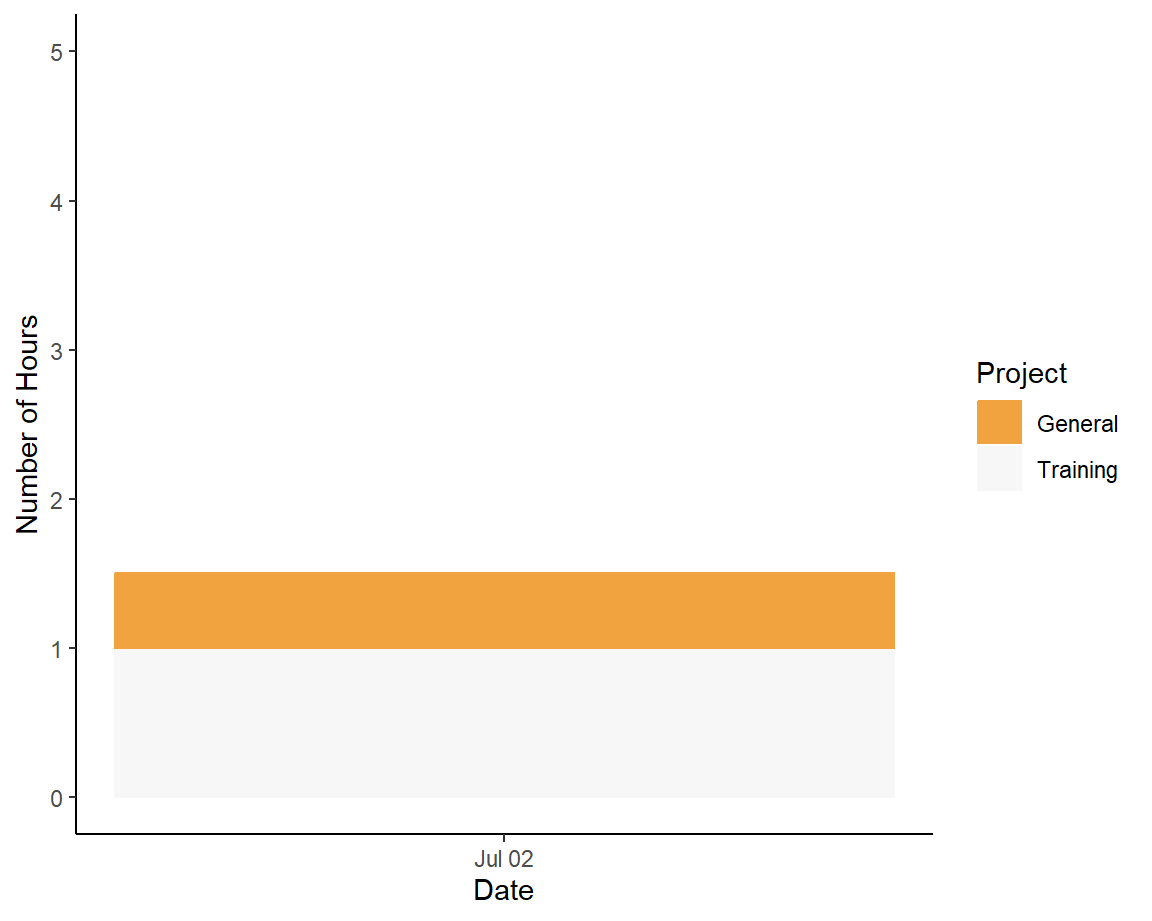 5
4
3
2
1
0
Number of Hours
Jul 02
Date
Project
General
Training